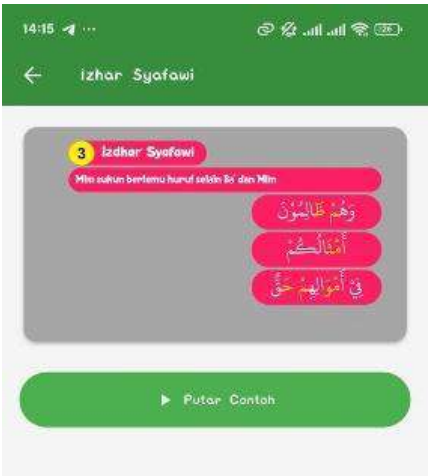 14:15
26
Izhar Syafawi
3 Izdhar Syafawi
Mim sukun bertemu huruf selain Ba' dan Mim
وَهُمْ ظَالِمُوْنَ
أَمْثَالُكُمْ
فِيْ أَمْوَالِهِمْ حَقٌّ
Putar Contoh